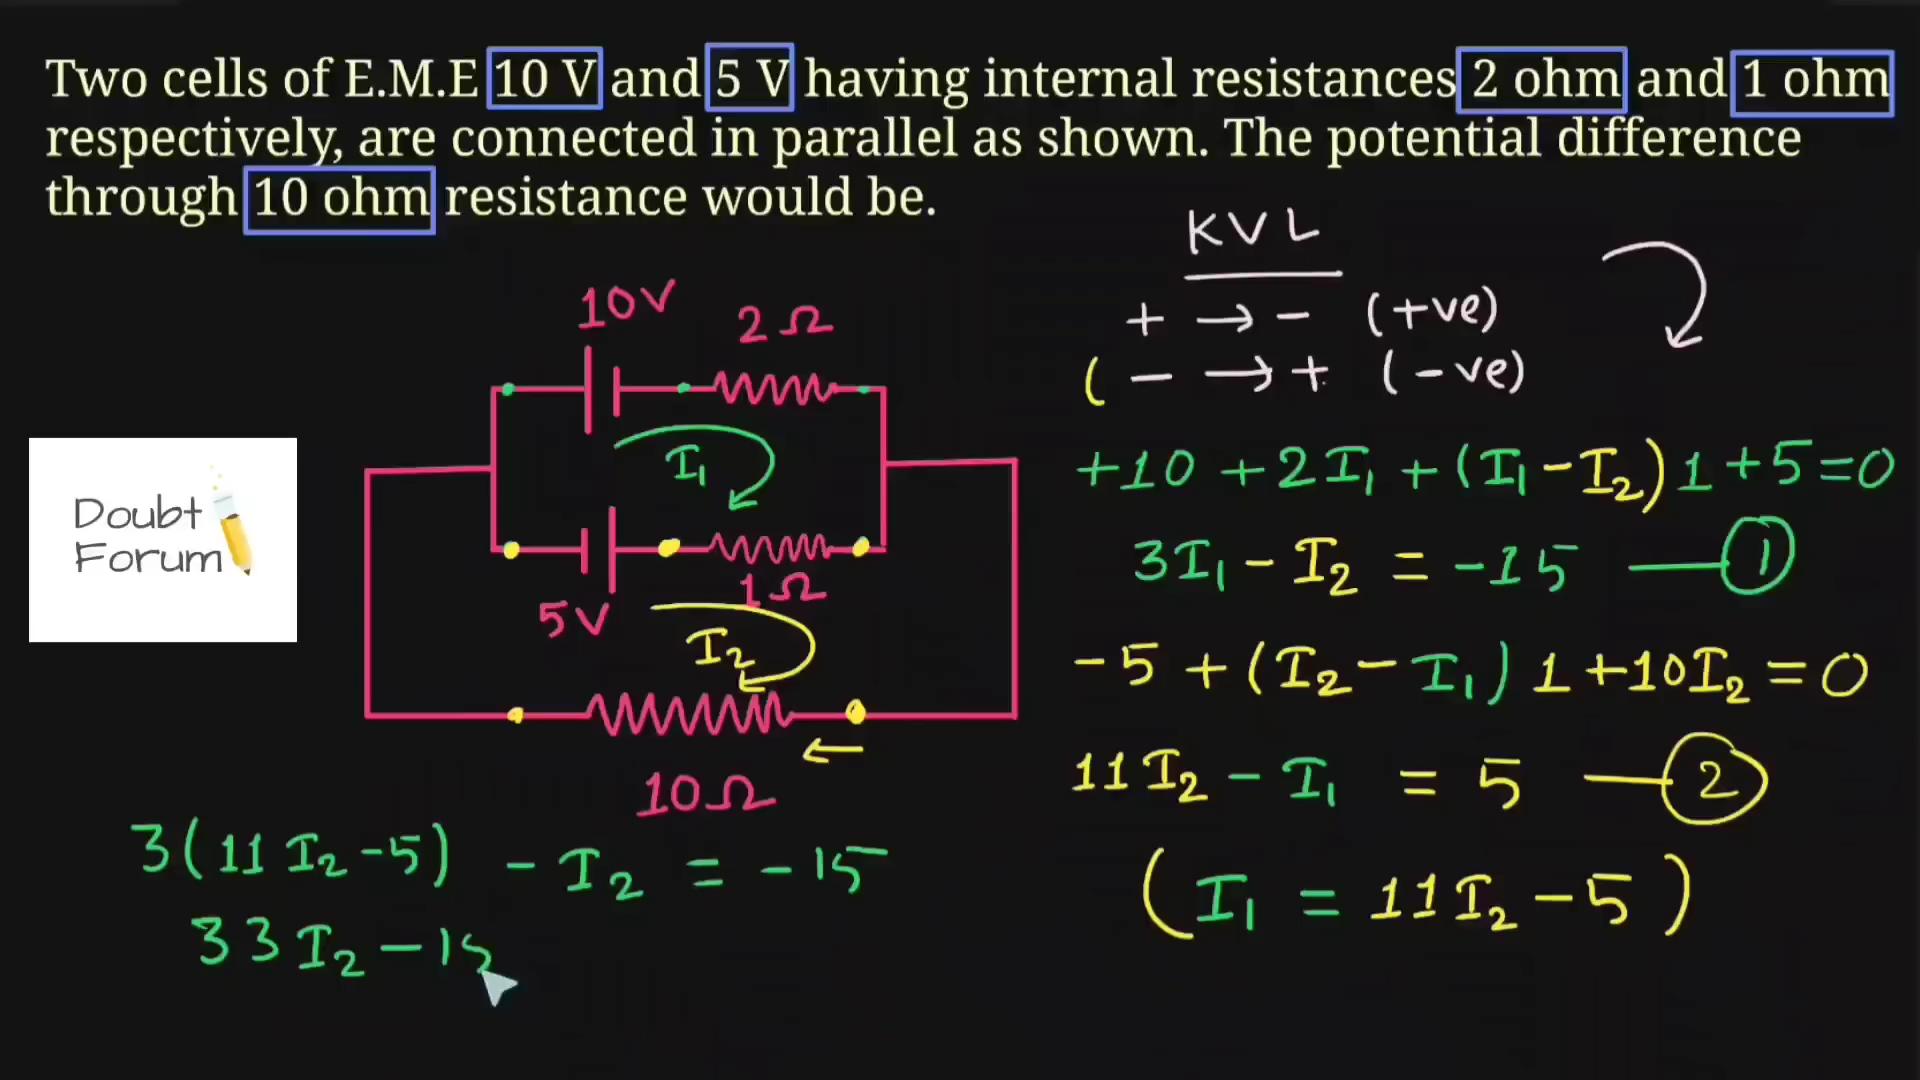 Two cells of E.M.E 10 V and 5 V having internal resistances 2 ohm and 1 ohm
respectively, are connected in parallel as shown. The potential difference
through 10 ohm resistance would be.
KVL
+ → - (+ve)
( - → + (-ve)
10V
2Ω
I₁
5V
1Ω
I₂
10Ω
Doubt
Forum
+10 +2I₁ +(I₁-I₂)1+5=0
3I₁ - I₂ = -15 — 1
-5 +(I₂-I₁)1+10I₂=0
11I₂ - I₁ = 5 — 2
(I₁ = 11I₂-5)
3(11I₂-5) - I₂ = -15
33I₂-15